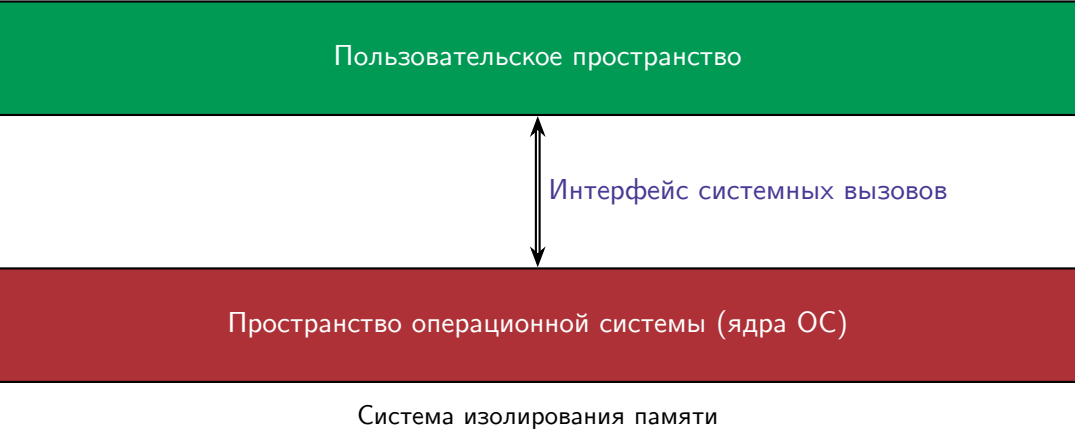 Пользовательское пространство
Интерфейс системных вызовов
Пространство операционной системы (ядра ОС)
Система изолирования памяти